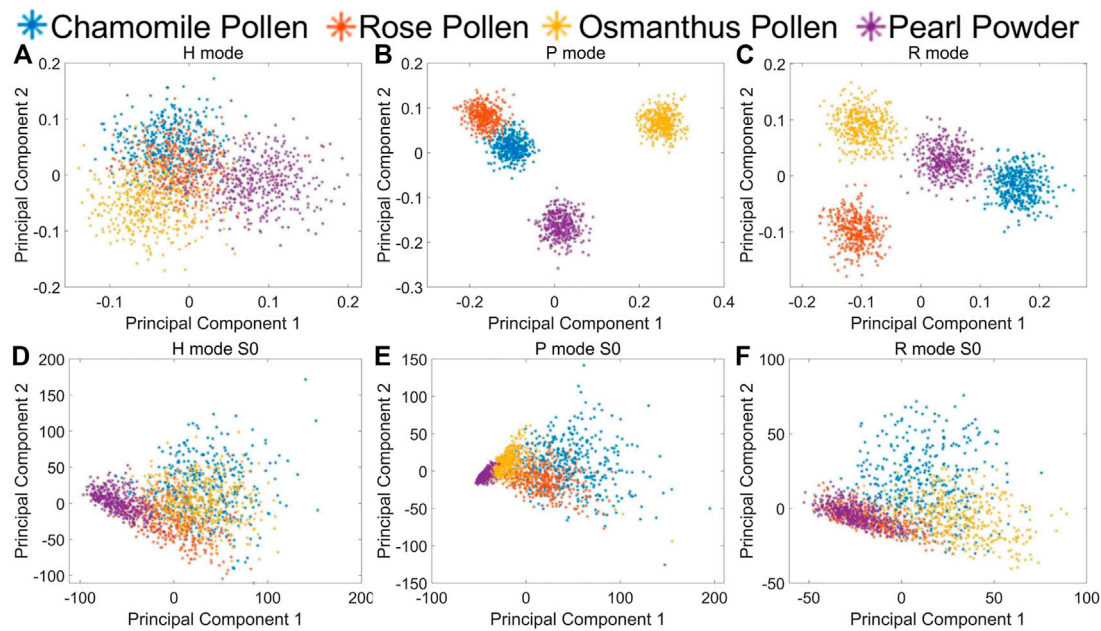 Chamomile Pollen Rose Pollen Osmanthus Pollen Pearl Powder
A H mode B P mode C R mode
0.2 0.2 0.2
0.1 0.1 0.1
0 0 0
-0.1 -0.1 -0.1
-0.2 -0.2
-0.3
Principal Component 2 Principal Component 2 Principal Component 2
-0.1 0 0.1 0.2 -0.2 0 0.2 0.4 -0.2 -0.1 0 0.1 0.2
Principal Component 1 Principal Component 1 Principal Component 1
D H mode S0 E P mode S0 F R mode S0
200 150 100
150 100
100 50 50
50 0 0
0 -50
-50 -100
-100 -150 -50
Principal Component 2 Principal Component 2 Principal Component 2
-100 0 100 200 -100 0 100 200 -50 0 50 100
Principal Component 1 Principal Component 1 Principal Component 1